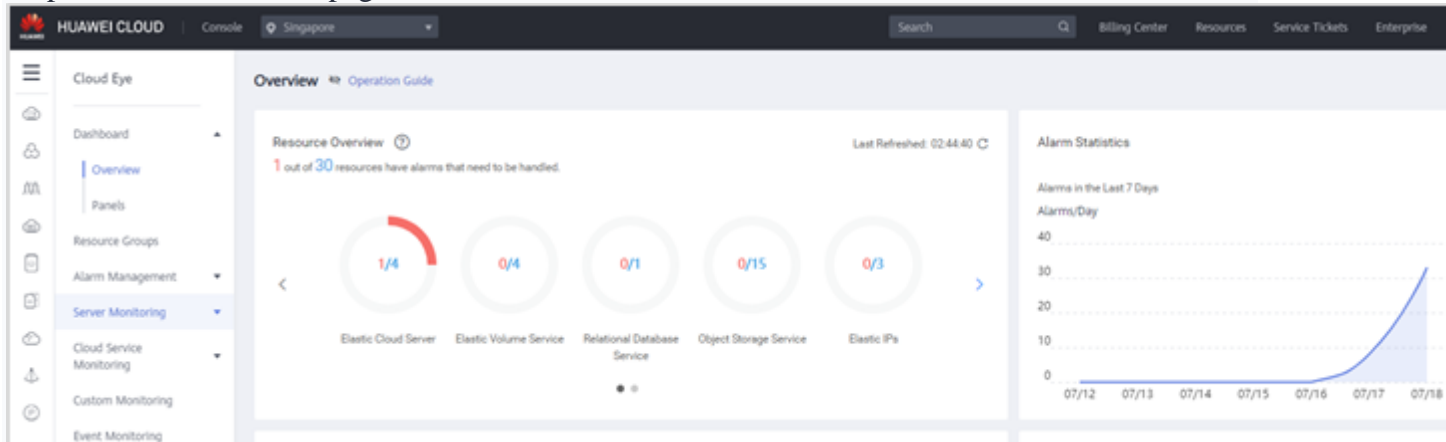 HUAWEI
HUAWEI CLOUD
Console
Singapore
Search
Billing Center
Resources
Service Tickets
Enterprise
Cloud Eye
Dashboard
Overview
Panels
Resource Groups
Alarm Management
Server Monitoring
Cloud Service
Monitoring
Custom Monitoring
Event Monitoring
Overview
Operation Guide
Resource Overview
Last Refreshed: 02:44:40
1 out of 30 resources have alarms that need to be handled.
1/4
0/4
0/1
0/15
0/3
Elastic Cloud Server
Elastic Volume Service
Relational Database
Service
Object Storage Service
Elastic IPs
Alarm Statistics
Alarms in the Last 7 Days
Alarms/Day
40
30
20
10
0
07/12 07/13 07/14 07/15 07/16 07/17 07/18